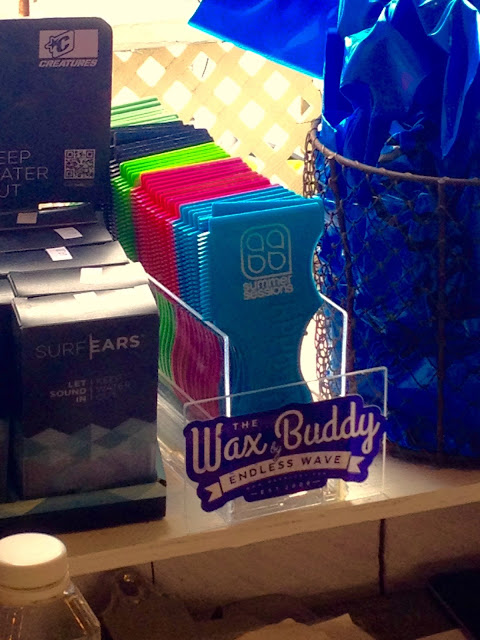 CREATURES
EEP
ATER
UT
SURF EARS
LET
SOUND
IN
KEEP
WATER
OUT
summer
sessions
THE
Wax by Buddy
ENDLESS WAVE